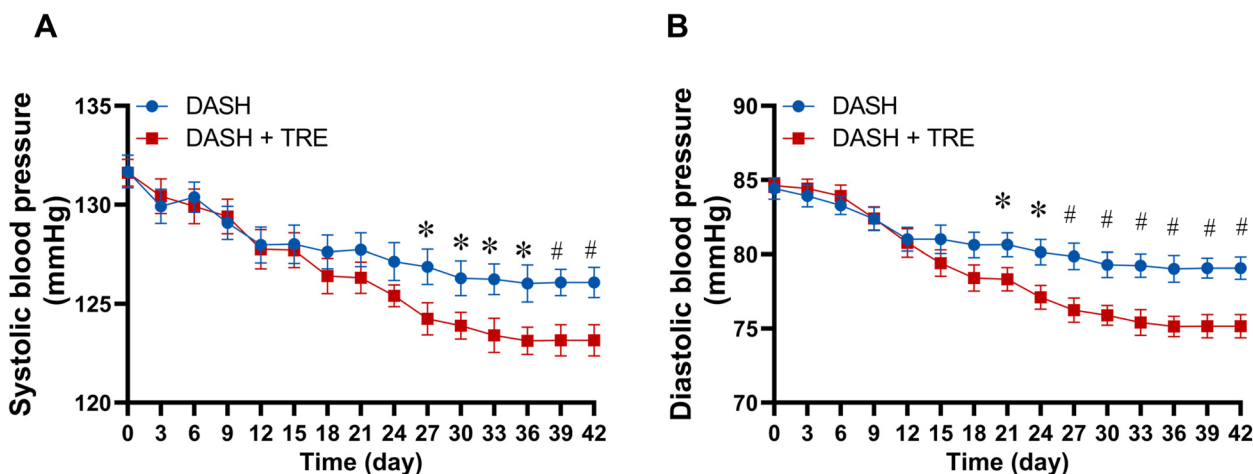 A
B
Systolic blood pressure
(mmHg)
135
130
125
120
DASH
DASH + TRE
* * * * # #
0 3 6 9 12 15 18 21 24 27 30 33 36 39 42
Time (day)
Diastolic blood pressure
(mmHg)
90
85
80
75
70
DASH
DASH + TRE
* * # # # # # #
0 3 6 9 12 15 18 21 24 27 30 33 36 39 42
Time (day)